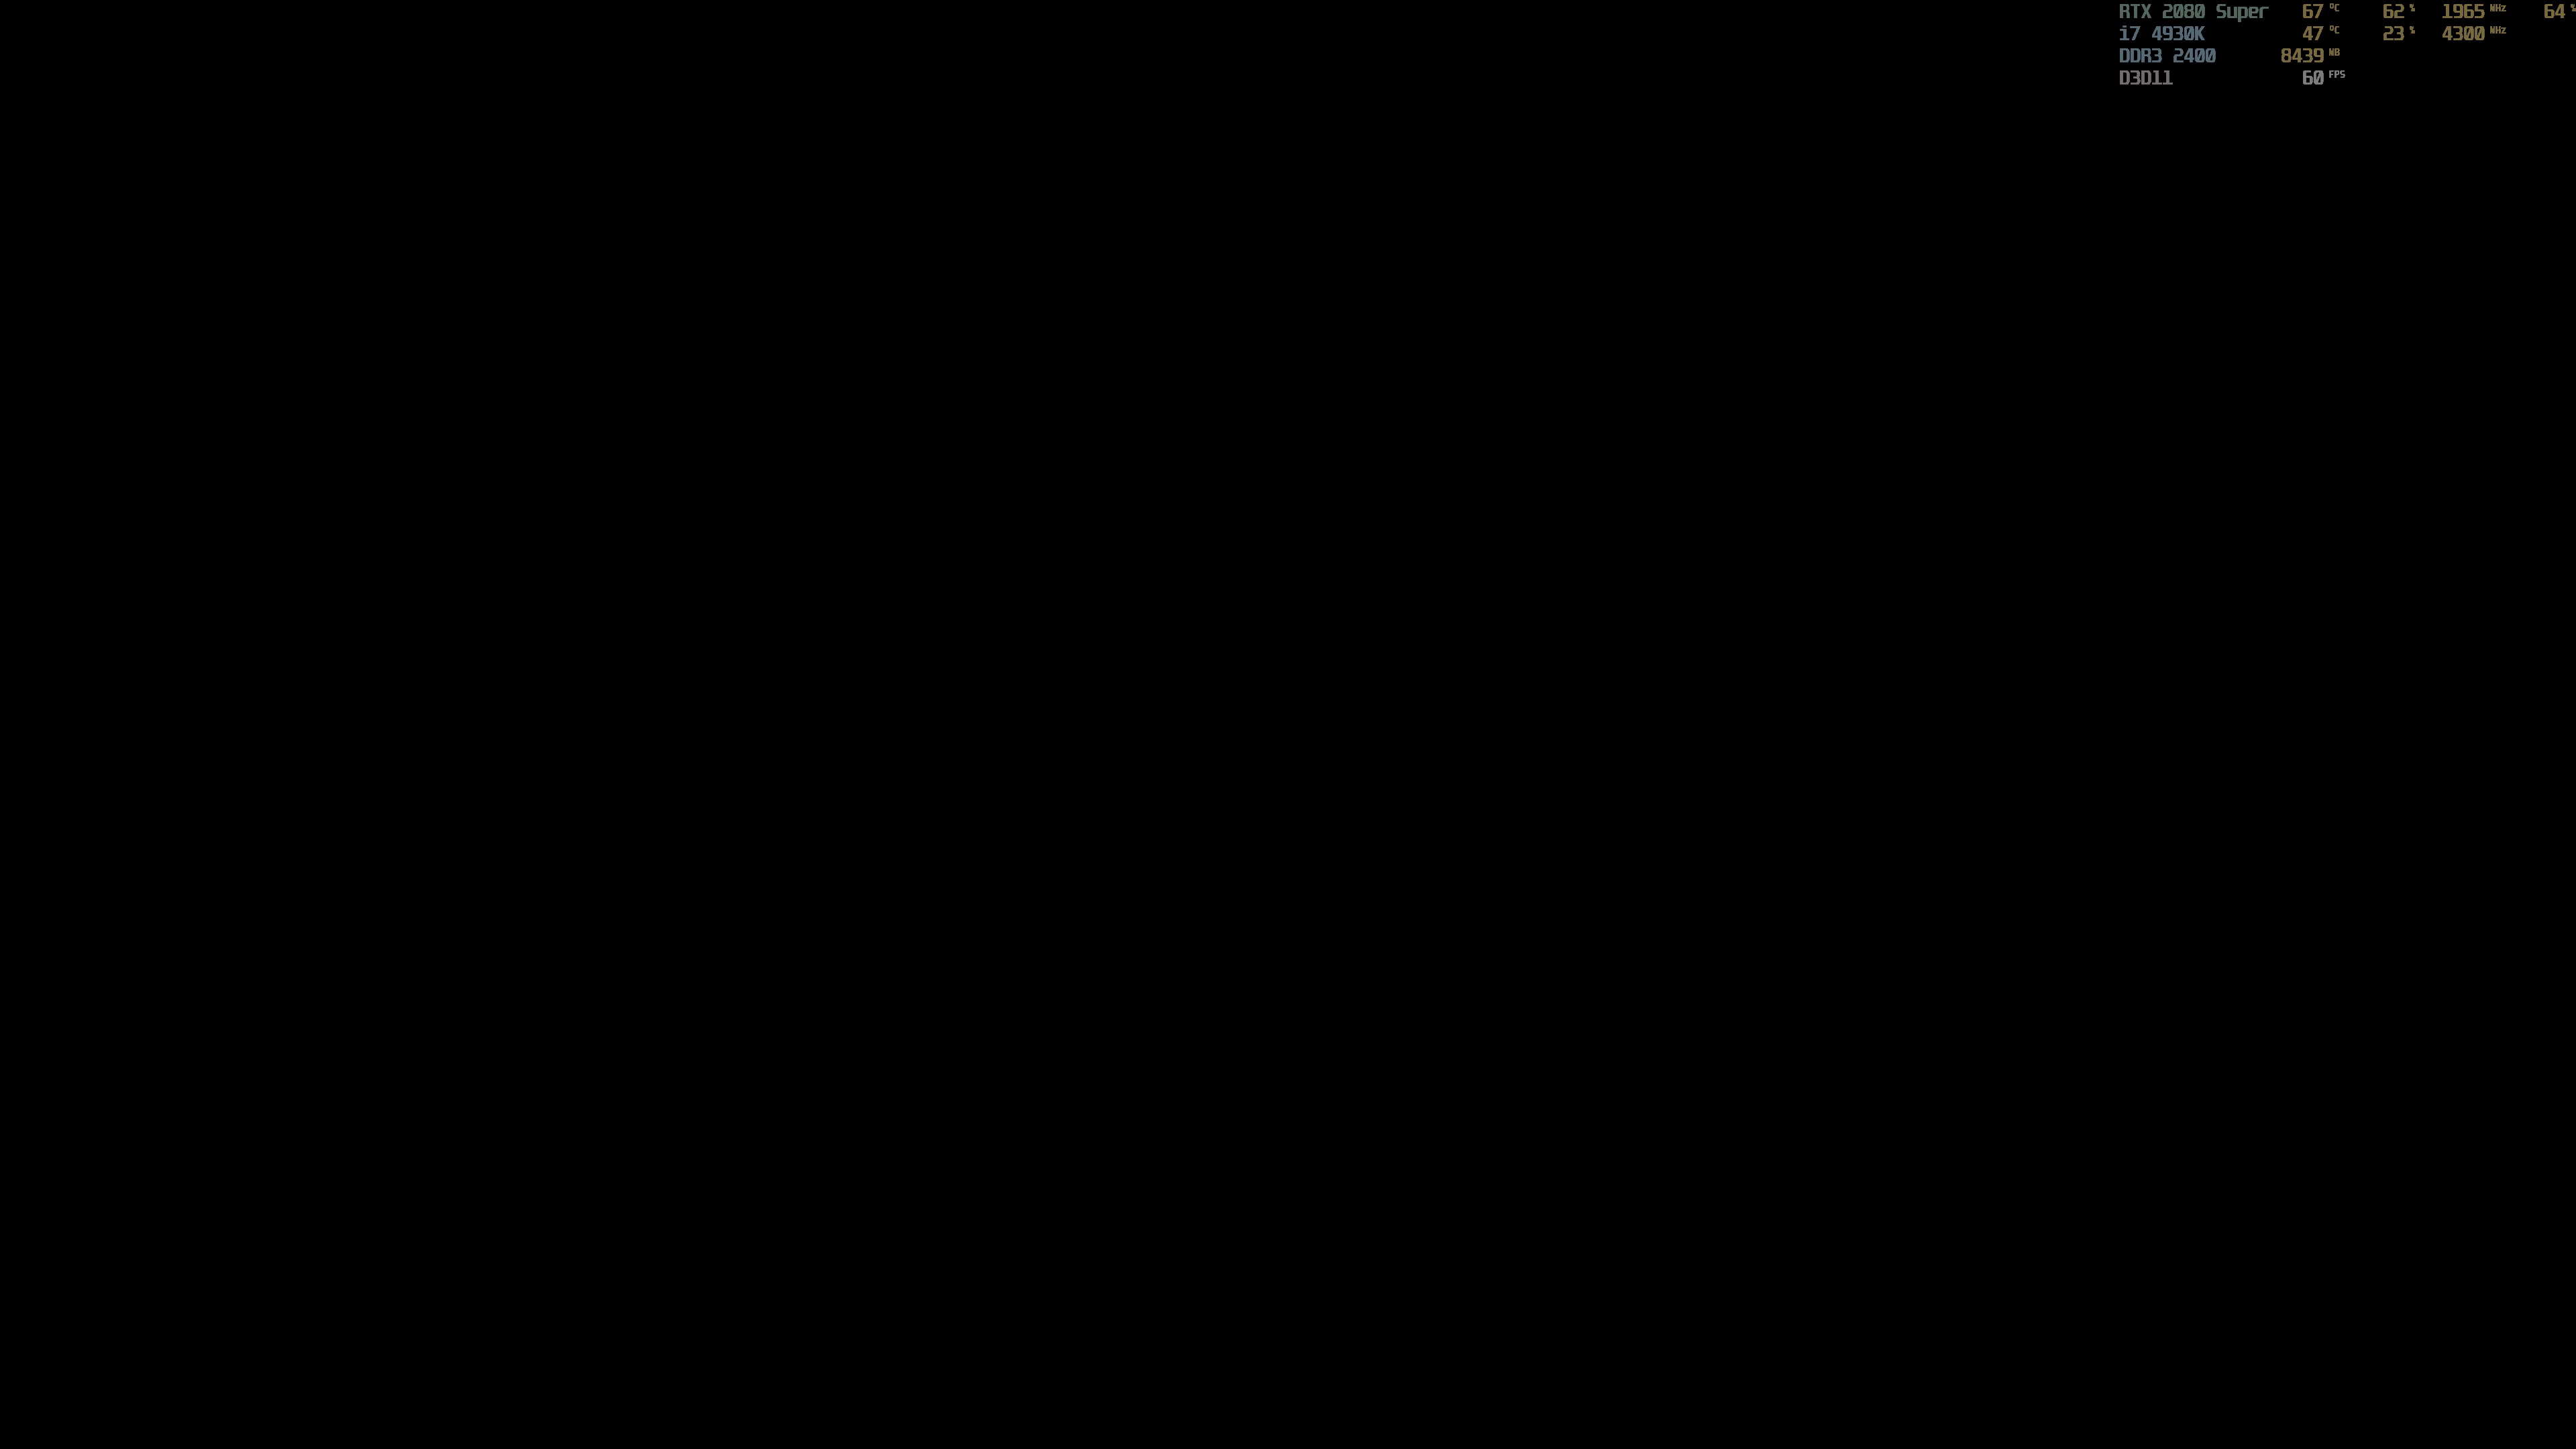 RTX 2080 Super 67 °C 62 % 1965 MHz 64 %
i7 4930K 47 °C 23 % 4300 MHz
DDR3 2400 8439 MB
D3D11 60 FPS